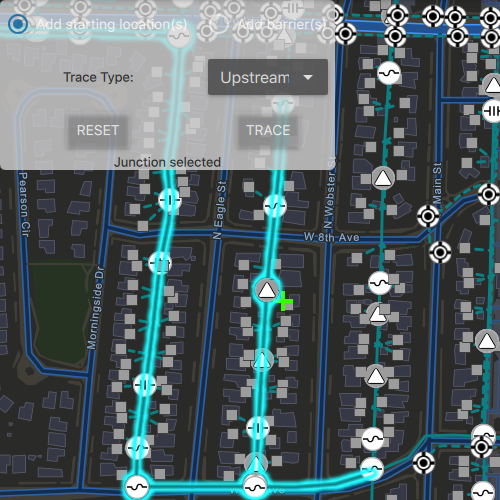 Add starting location(s) Add barrier(s)
Trace Type: Upstream
RESET TRACE
Junction selected
Pearson Cir
N Eagle St
N Webster St
Main St
W 8th Ave
Morningside Dr